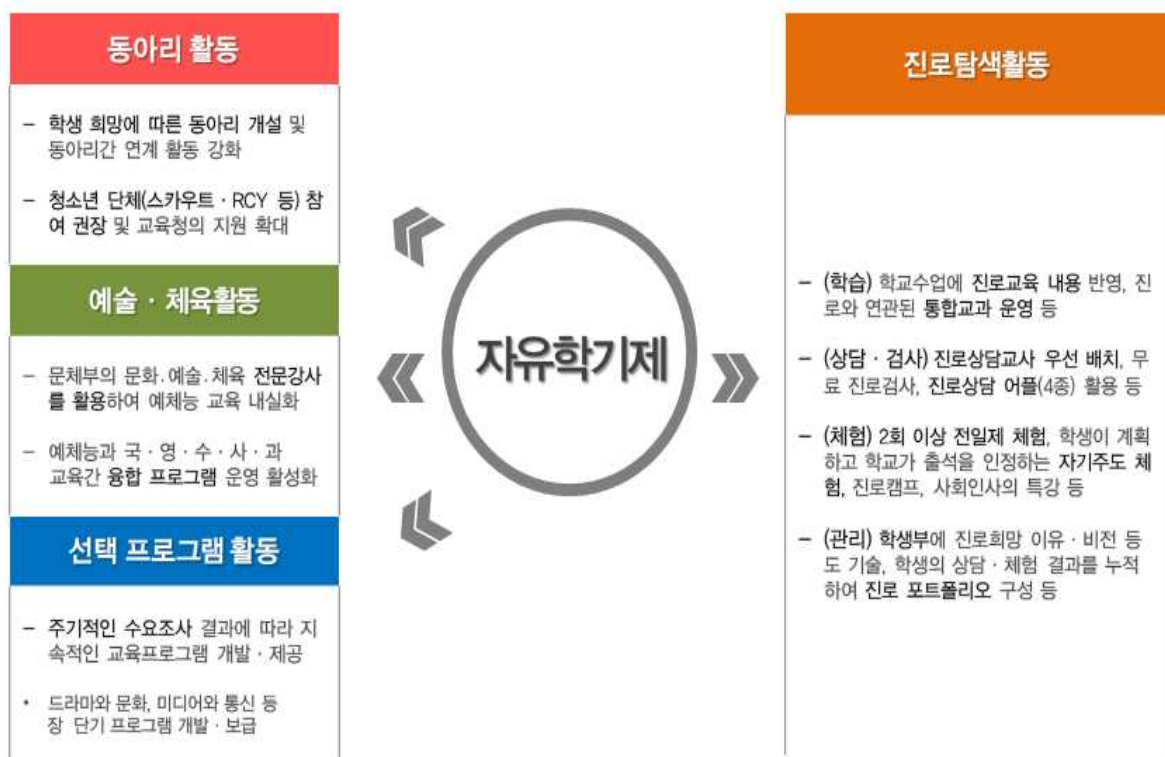 동아리 활동
– 학생 희망에 따른 동아리 개설 및
동아리간 연계 활동 강화
– 청소년 단체(스카우트 · RCY 등) 참
여 권장 및 교육청의 지원 확대
예술 · 체육활동
– 문체부의 문화.예술.체육 전문강사
를 활용하여 예체능 교육 내실화
– 예체능과 국 · 영 · 수 · 사 · 과
교육간 융합 프로그램 운영 활성화
선택 프로그램 활동
– 주기적인 수요조사 결과에 따라 지
속적인 교육프로그램 개발 · 제공
• 드라마와 문화, 미디어와 통신 등
장 단기 프로그램 개발 · 보급
자유학기제
진로탐색활동
– (학습) 학교수업에 진로교육 내용 반영, 진
로와 연관된 통합교과 운영 등
– (상담 · 검사) 진로상담교사 우선 배치, 무
료 진로검사, 진로상담 어플(4종) 활용 등
– (체험) 2회 이상 전일제 체험, 학생이 계획
하고 학교가 출석을 인정하는 자기주도 체
험, 진로캠프, 사회인사의 특강 등
– (관리) 학생부에 진로희망 이유 · 비전 등
도 기술, 학생의 상담 · 체험 결과를 누적
하여 진로 포트폴리오 구성 등